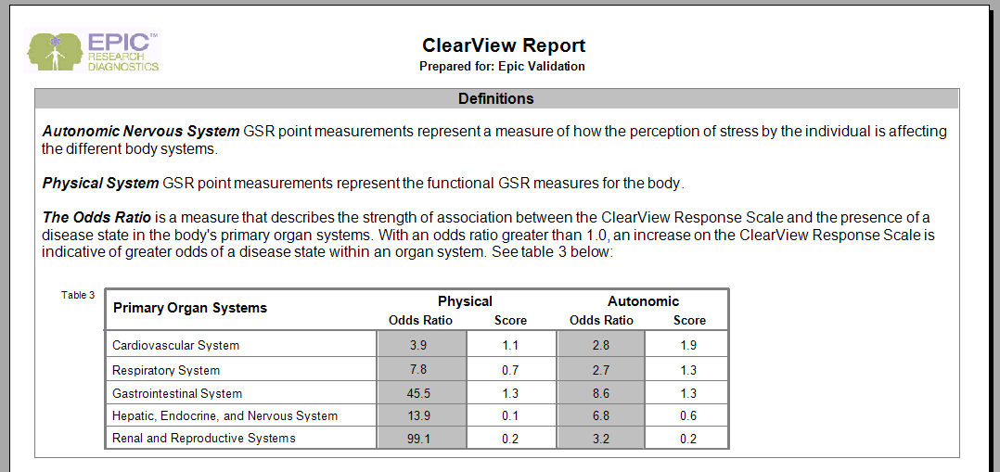 EPIC™
RESEARCH
DIAGNOSTICS
ClearView Report
Prepared for: Epic Validation
Definitions
Autonomic Nervous System GSR point measurements represent a measure of how the perception of stress by the individual is affecting
the different body systems.
Physical System GSR point measurements represent the functional GSR measures for the body.
The Odds Ratio is a measure that describes the strength of association between the ClearView Response Scale and the presence of a
disease state in the body's primary organ systems. With an odds ratio greater than 1.0, an increase on the ClearView Response Scale is
indicative of greater odds of a disease state within an organ system. See table 3 below:
Table 3
Primary Organ Systems Physical Autonomic
Odds Ratio Score Odds Ratio Score
Cardiovascular System 3.9 1.1 2.8 1.9
Respiratory System 7.8 0.7 2.7 1.3
Gastrointestinal System 45.5 1.3 8.6 1.3
Hepatic, Endocrine, and Nervous System 13.9 0.1 6.8 0.6
Renal and Reproductive Systems 99.1 0.2 3.2 0.2